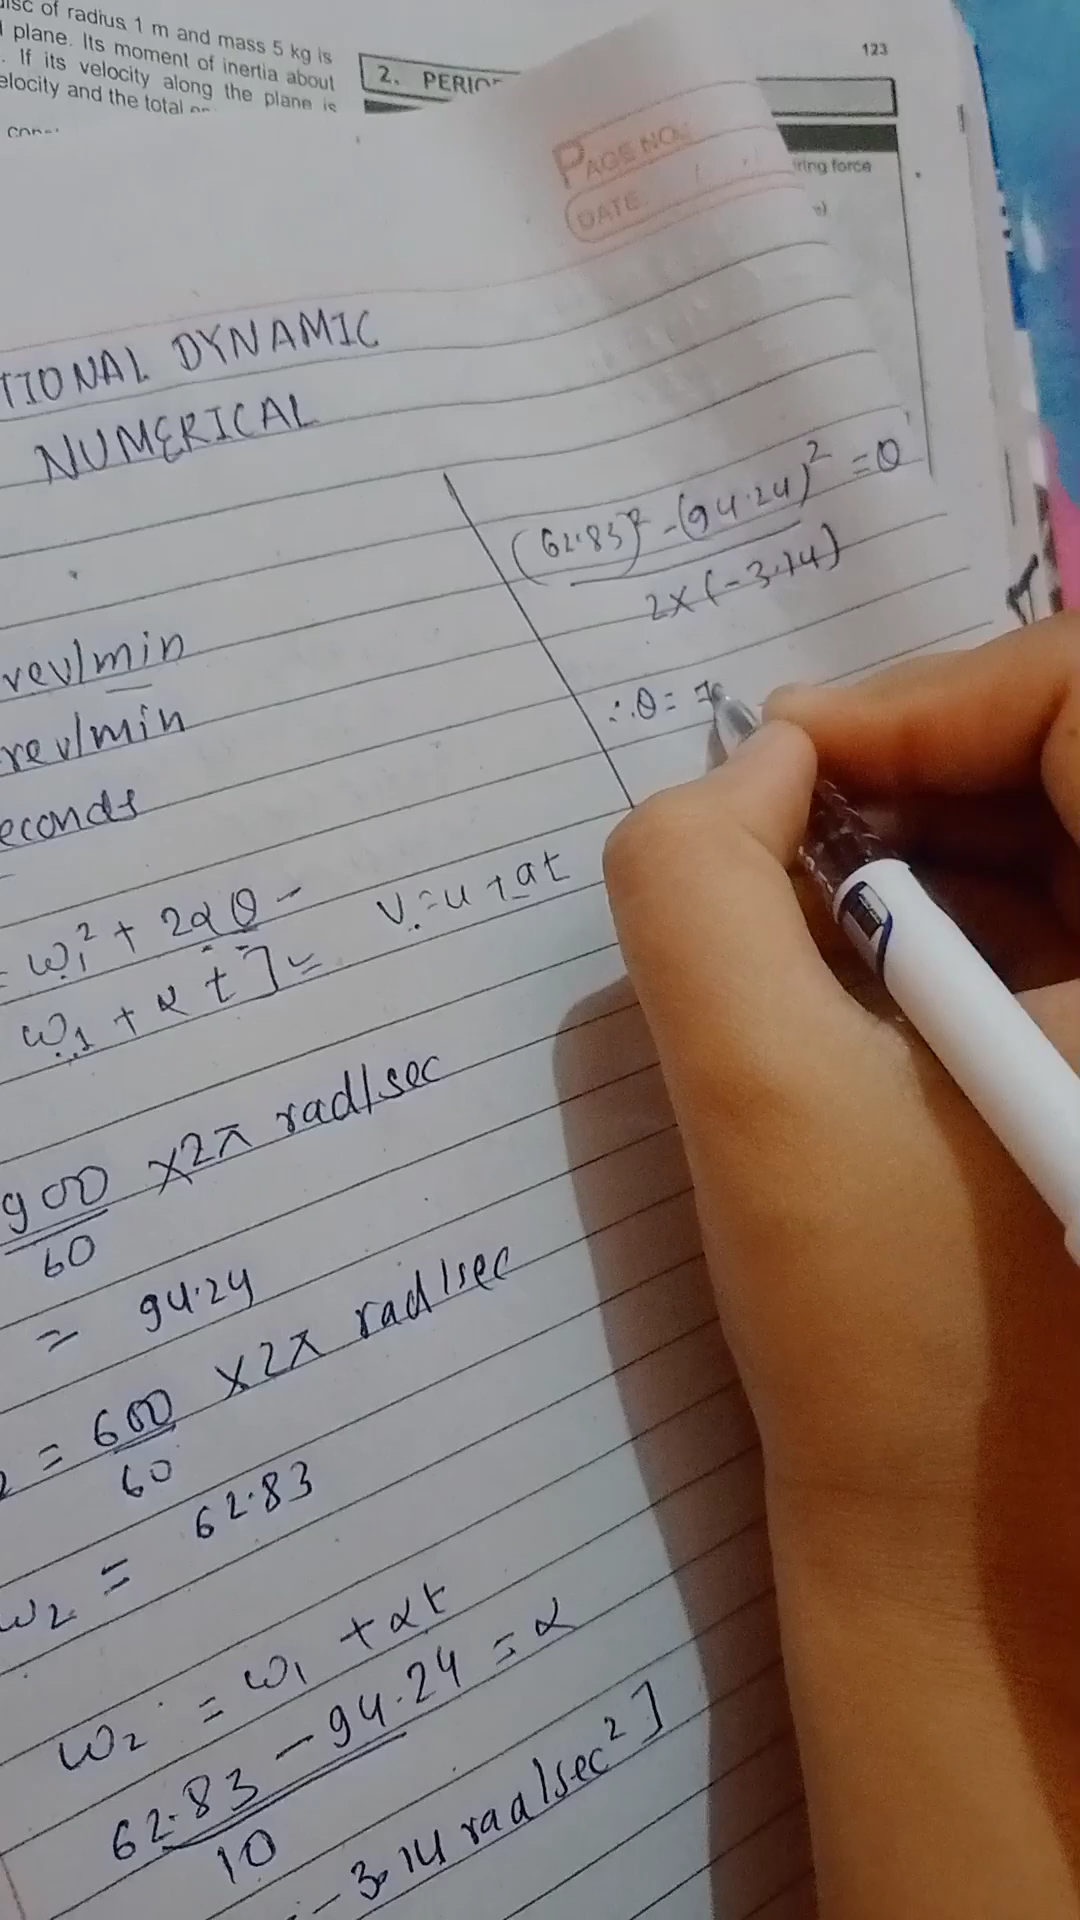 disc of radius 1 m and mass 5 kg is
plane. Its moment of inertia about
. If its velocity along the plane is
elocity and the total
123
2. PERIO
iring force
PAGE NO.:
DATE:
TIONAL DYNAMIC
NUMERICAL
(62.83)² - (94.24)² = θ
2×(-3.14)
∴θ =
rev/min
rev/min
econds
= ω₁² + 2αθ -
v = u + at
ω₁ + α t ] =
900 × 2π rad/sec
60
= 94.24
2 = 600 × 2π rad/sec
60
ω2 = 62.83
ω2 = ω1 + αt
62.83 - 94.24 = α
10
= -3.14 rad/sec²]